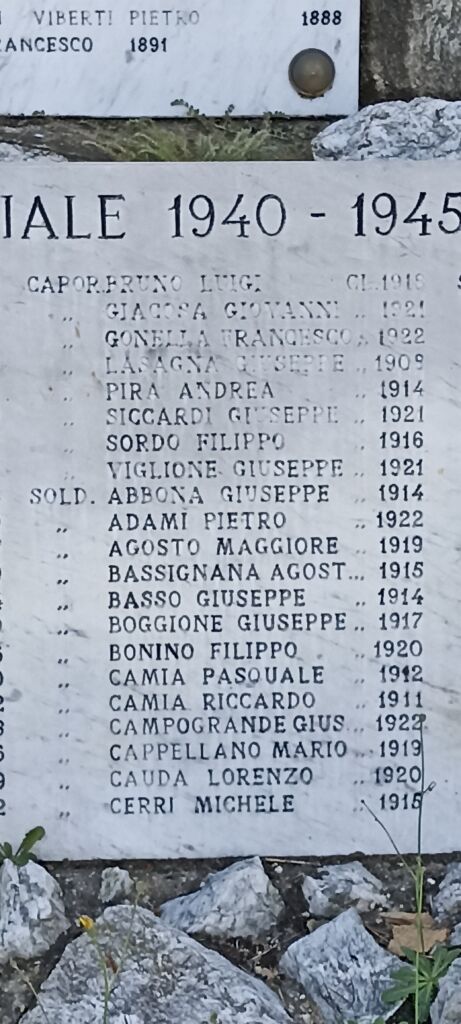 VIBERTI PIETRO 1888
ANCESCO 1891
IALE 1940 - 1945
CAPOR. BRUNO LUIGI CL. 1918
,, GIACOSA GIOVANNI ,, 1921
,, GONELLA FRANCESCO ,, 1922
,, LASAGNA GIUSEPPE ,, 1909
,, PIRA ANDREA ,, 1914
,, SICCARDI GIUSEPPE ,, 1921
,, SORDO FILIPPO ,, 1916
,, VIGLIONE GIUSEPPE ,, 1921
SOLD. ABBONA GIUSEPPE ,, 1914
,, ADAMI PIETRO ,, 1922
,, AGOSTO MAGGIORE ,, 1919
,, BASSIGNANA AGOST... 1915
,, BASSO GIUSEPPE ,, 1914
,, BOGGIONE GIUSEPPE ,, 1917
,, BONINO FILIPPO ,, 1920
,, CAMIA PASQUALE ,, 1912
,, CAMIA RICCARDO ,, 1911
,, CAMPOGRANDE GIUS... 1922
,, CAPPELLANO MARIO ,, 1919
,, CAUDA LORENZO ,, 1920
,, CERRI MICHELE ,, 1915